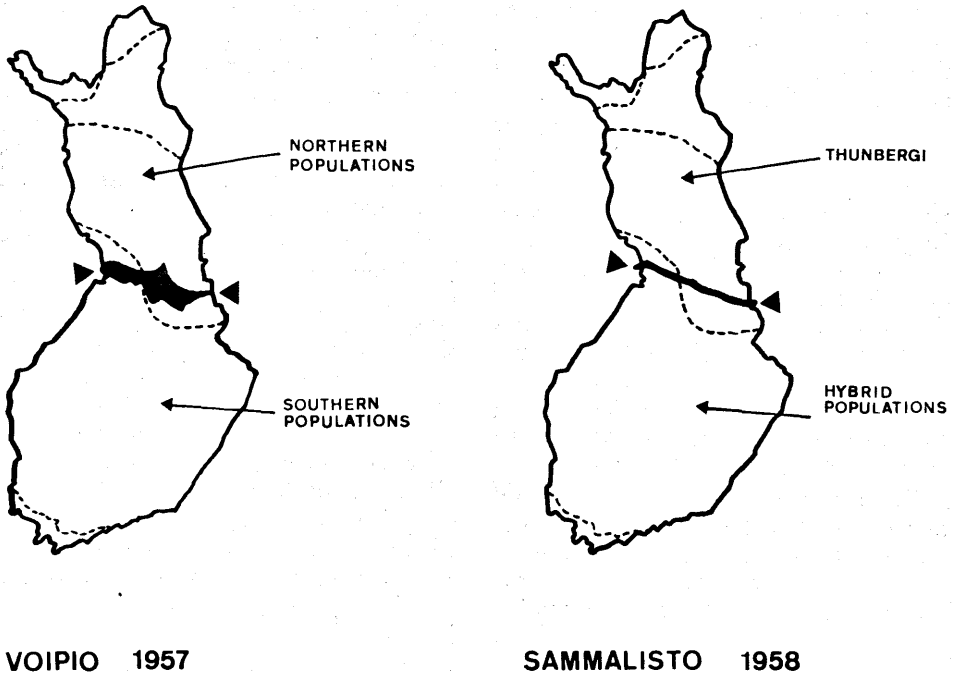 NORTHERN
POPULATIONS
SOUTHERN
POPULATIONS
VOIPIO 1957
THUNBERGI
HYBRID
POPULATIONS
SAMMALISTO 1958